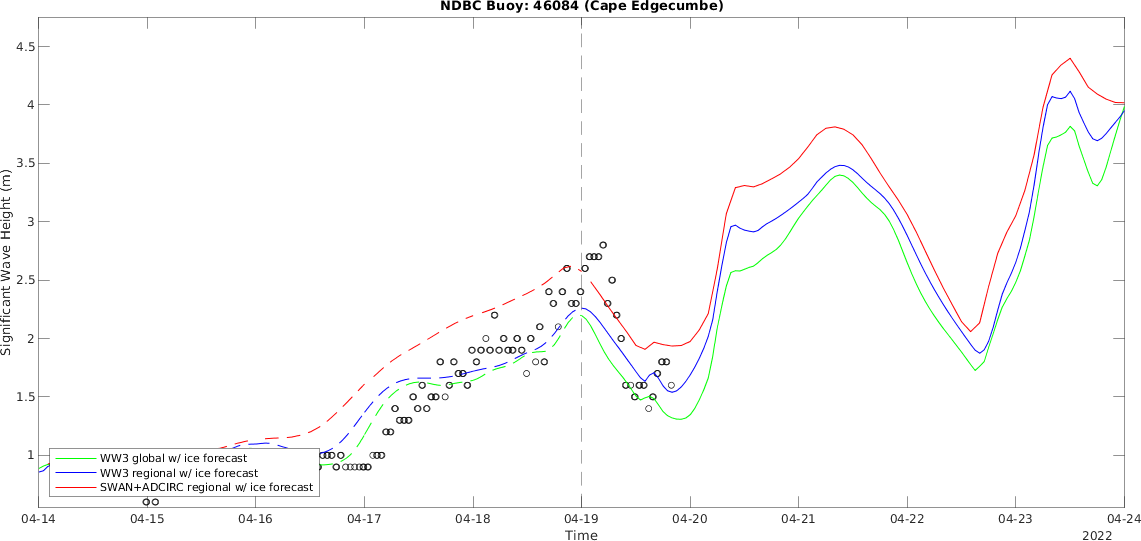 NDBC Buoy: 46084 (Cape Edgecumbe)
4.5
4
3.5
3
2.5
2
1.5
1
Significant Wave Height (m)
WW3 global w/ ice forecast
WW3 regional w/ ice forecast
SWAN+ADCIRC regional w/ ice forecast
04-14 04-15 04-16 04-17 04-18 04-19 04-20 04-21 04-22 04-23 04-24
Time
2022